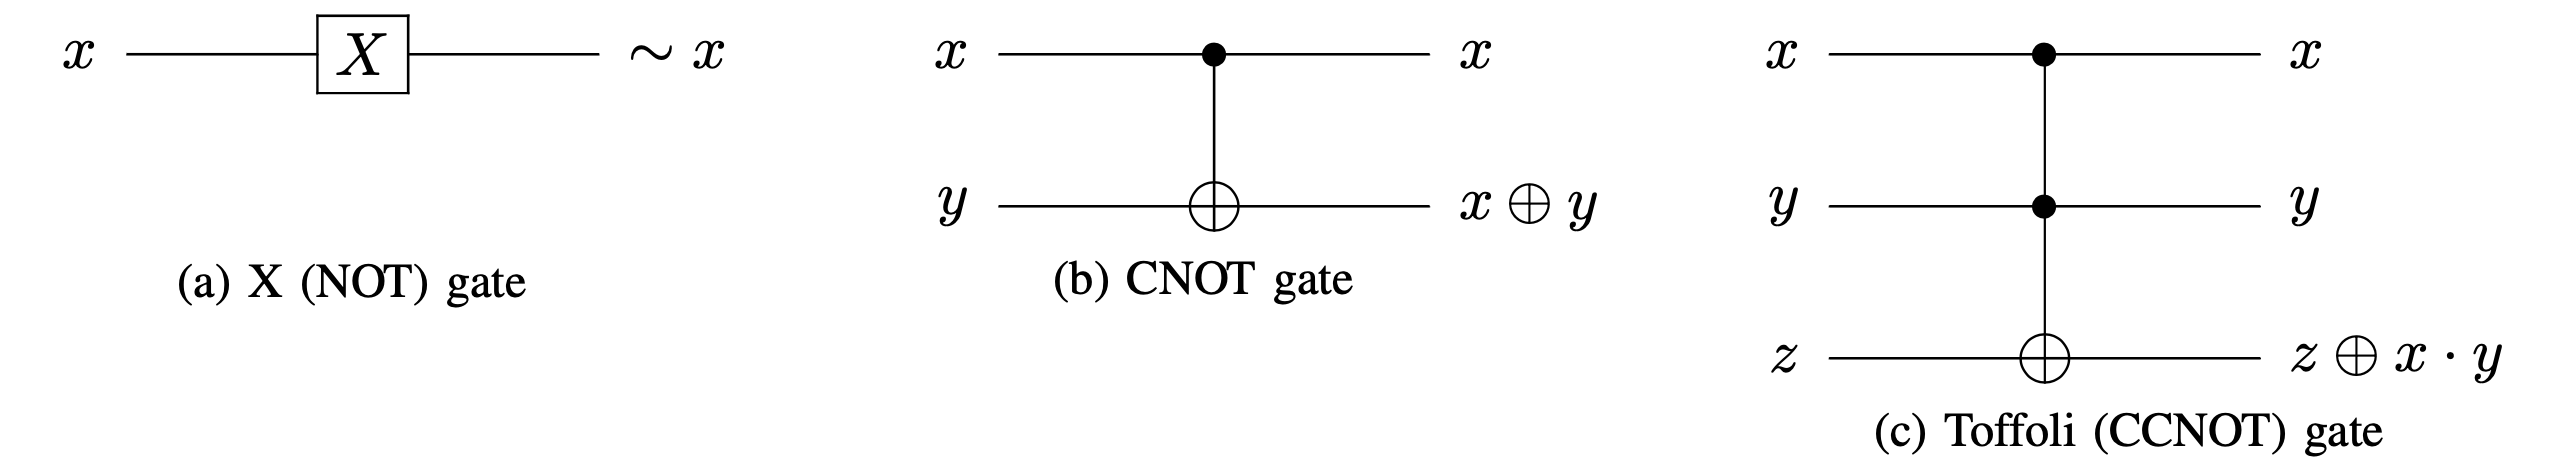 x X ∼ x
x x
y x ⊕ y
x x
y y
z z ⊕ x · y
(a) X (NOT) gate
(b) CNOT gate
(c) Toffoli (CCNOT) gate